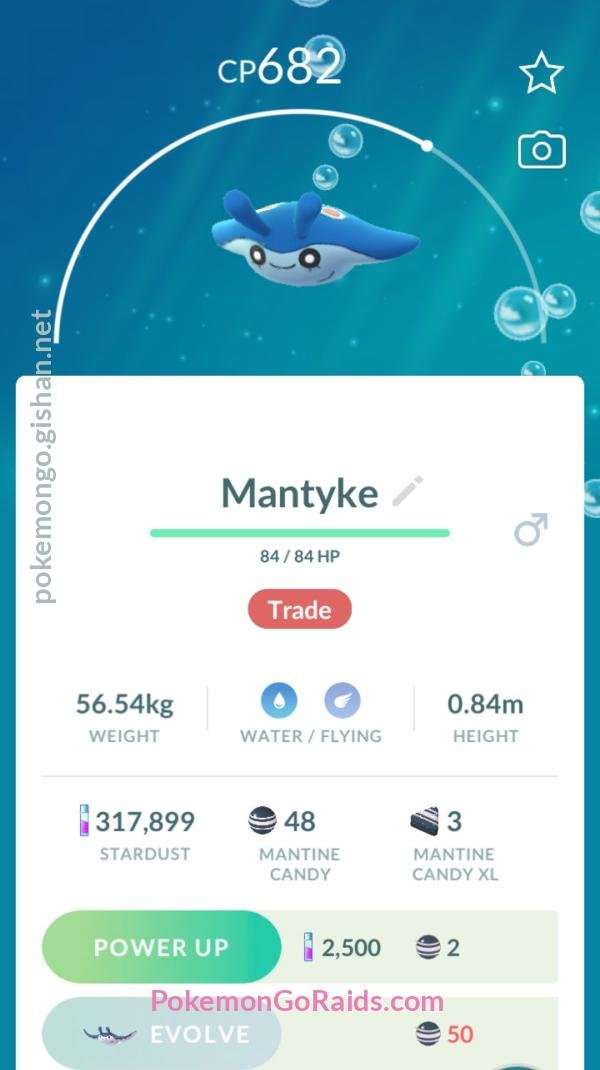 CP682
pokemongo.gishan.net
Mantyke
84 / 84 HP
Trade
56.54kg
WEIGHT
WATER / FLYING
0.84m
HEIGHT
317,899
STARDUST
48
MANTINE
CANDY
3
MANTINE
CANDY XL
POWER UP
2,500
2
PokemonGoRaids.com
EVOLVE
50